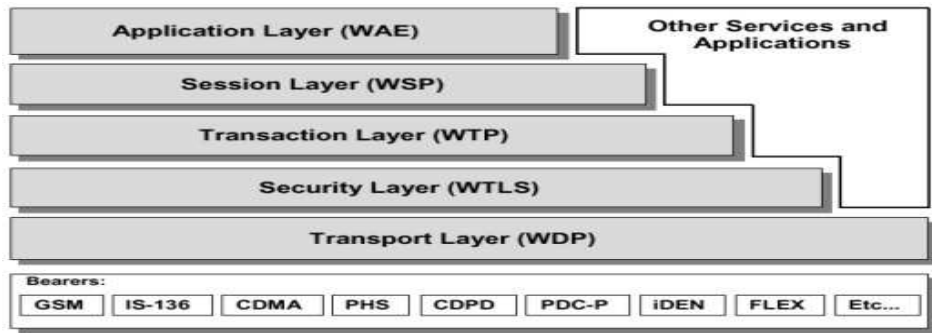 Application Layer (WAE)
Other Services and
Applications
Session Layer (WSP)
Transaction Layer (WTP)
Security Layer (WTLS)
Transport Layer (WDP)
Bearers:
GSM IS-136 CDMA PHS CDPD PDC-P iDEN FLEX Etc...